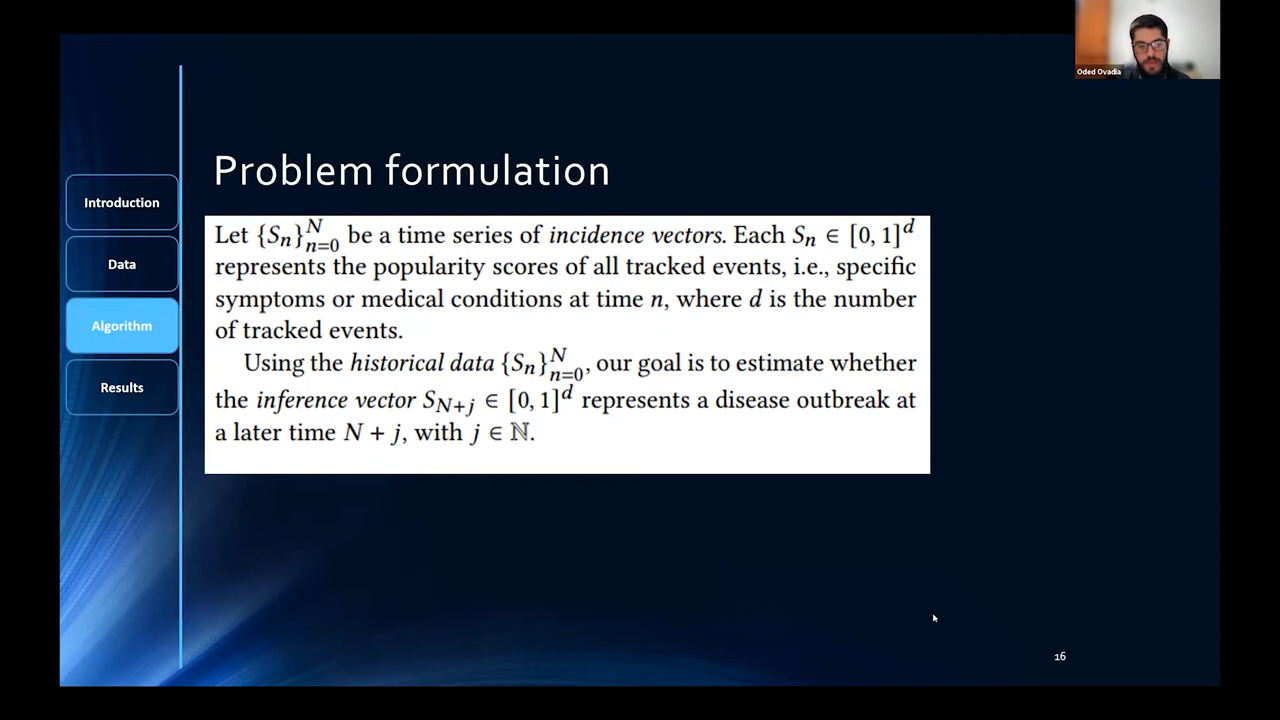 Oded Ovadia
Problem formulation
Introduction
Data
Algorithm
Results
Let {Sₙ}ₙ₌₀ᴺ be a time series of incidence vectors. Each Sₙ ∈ [0, 1]ᵈ
represents the popularity scores of all tracked events, i.e., specific
symptoms or medical conditions at time n, where d is the number
of tracked events.
Using the historical data {Sₙ}ₙ₌₀ᴺ, our goal is to estimate whether
the inference vector S_{N+j} ∈ [0, 1]ᵈ represents a disease outbreak at
a later time N + j, with j ∈ ℕ.
16